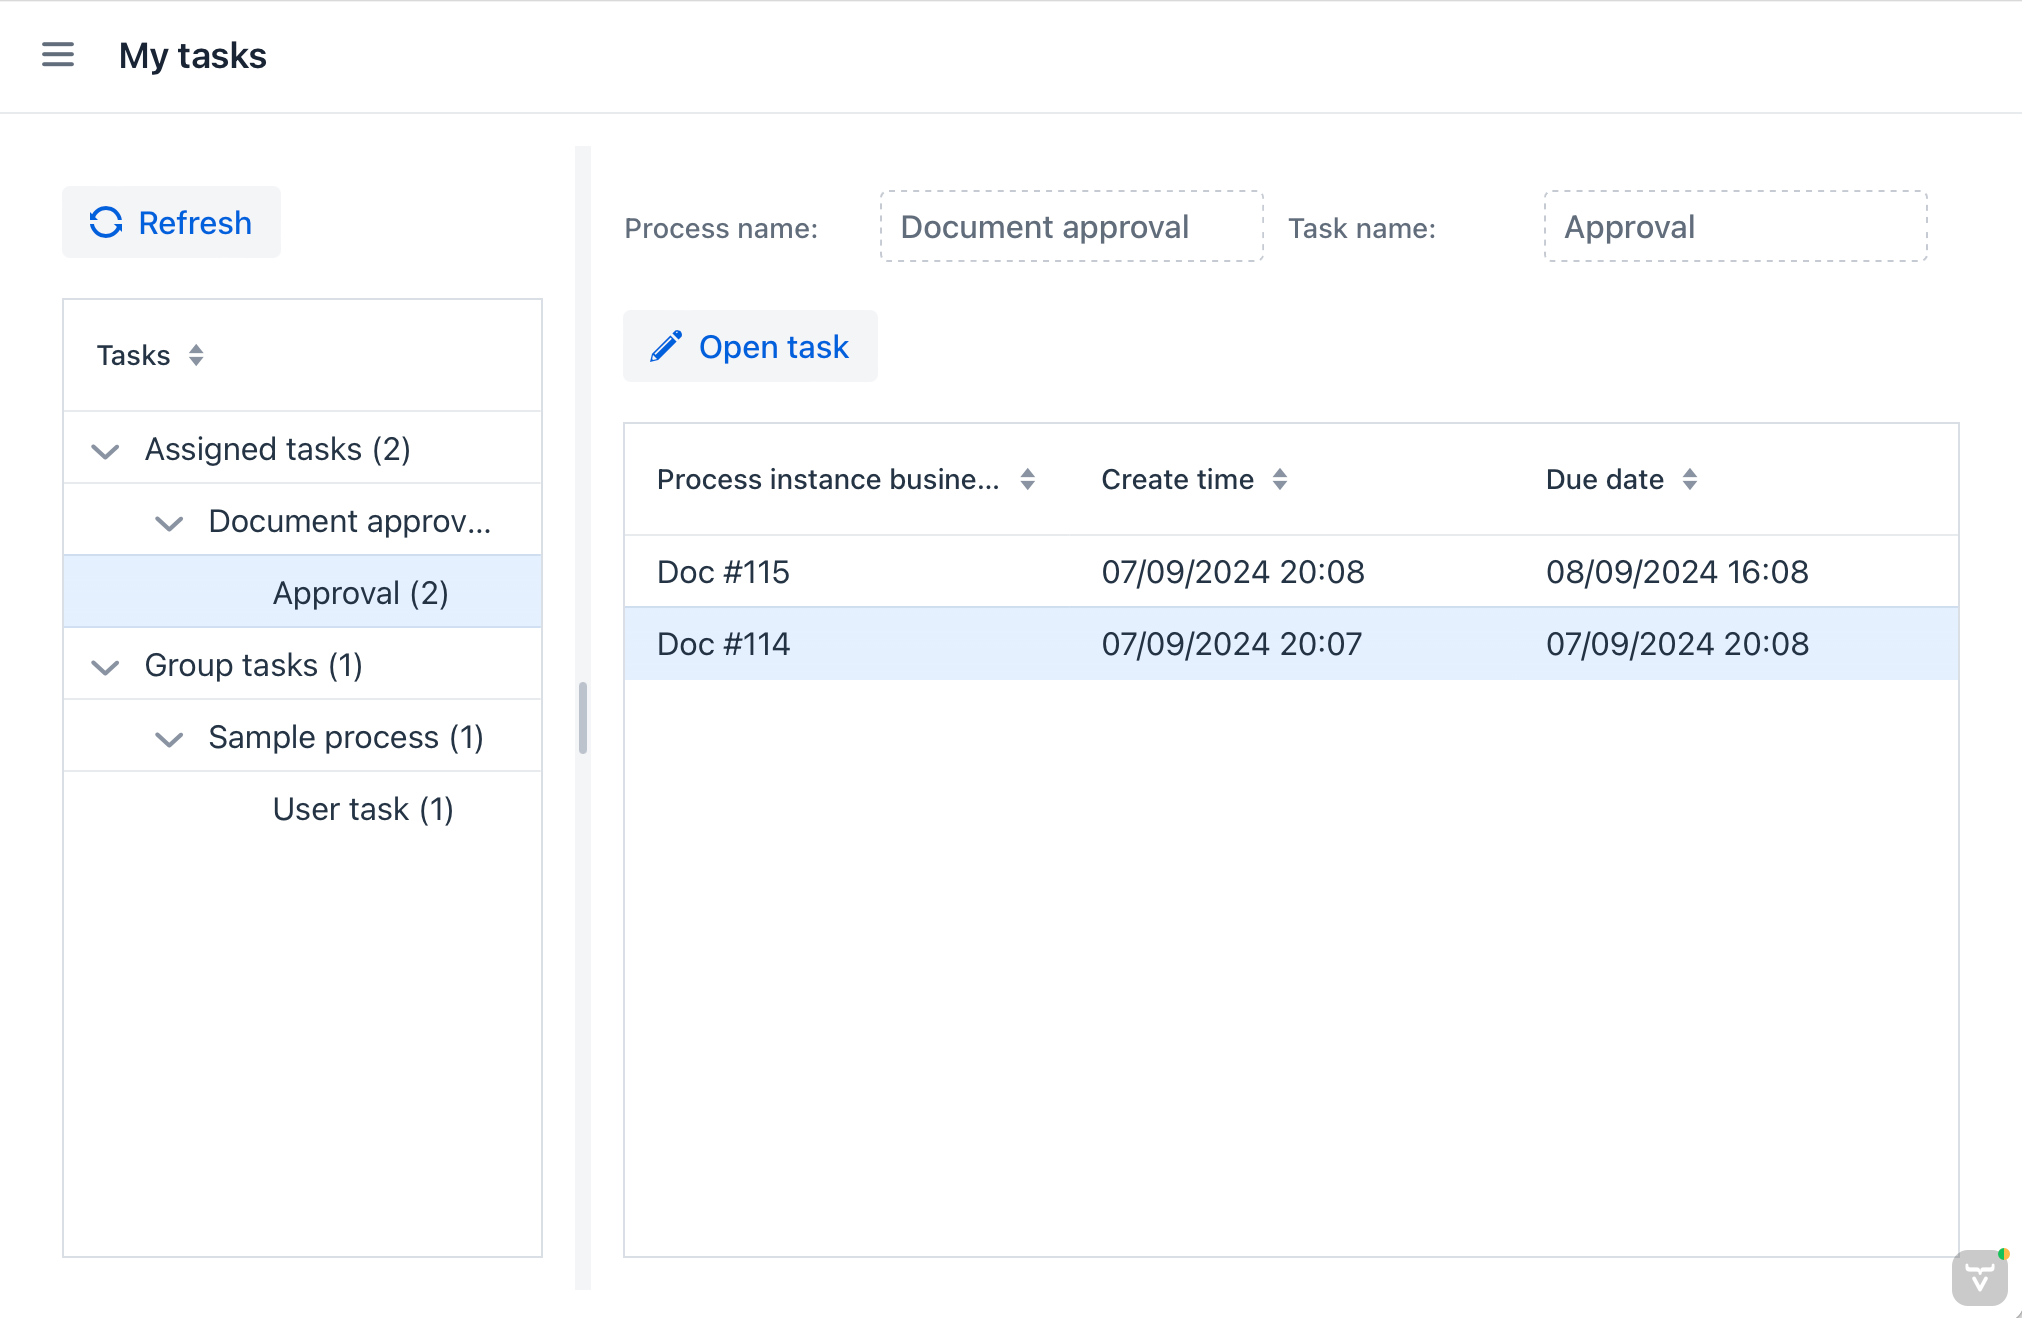 My tasks
Refresh
Tasks
Assigned tasks (2)
Document approv...
Approval (2)
Group tasks (1)
Sample process (1)
User task (1)
Process name: Document approval Task name: Approval
Open task
Process instance busine... Create time Due date
Doc #115 07/09/2024 20:08 08/09/2024 16:08
Doc #114 07/09/2024 20:07 07/09/2024 20:08